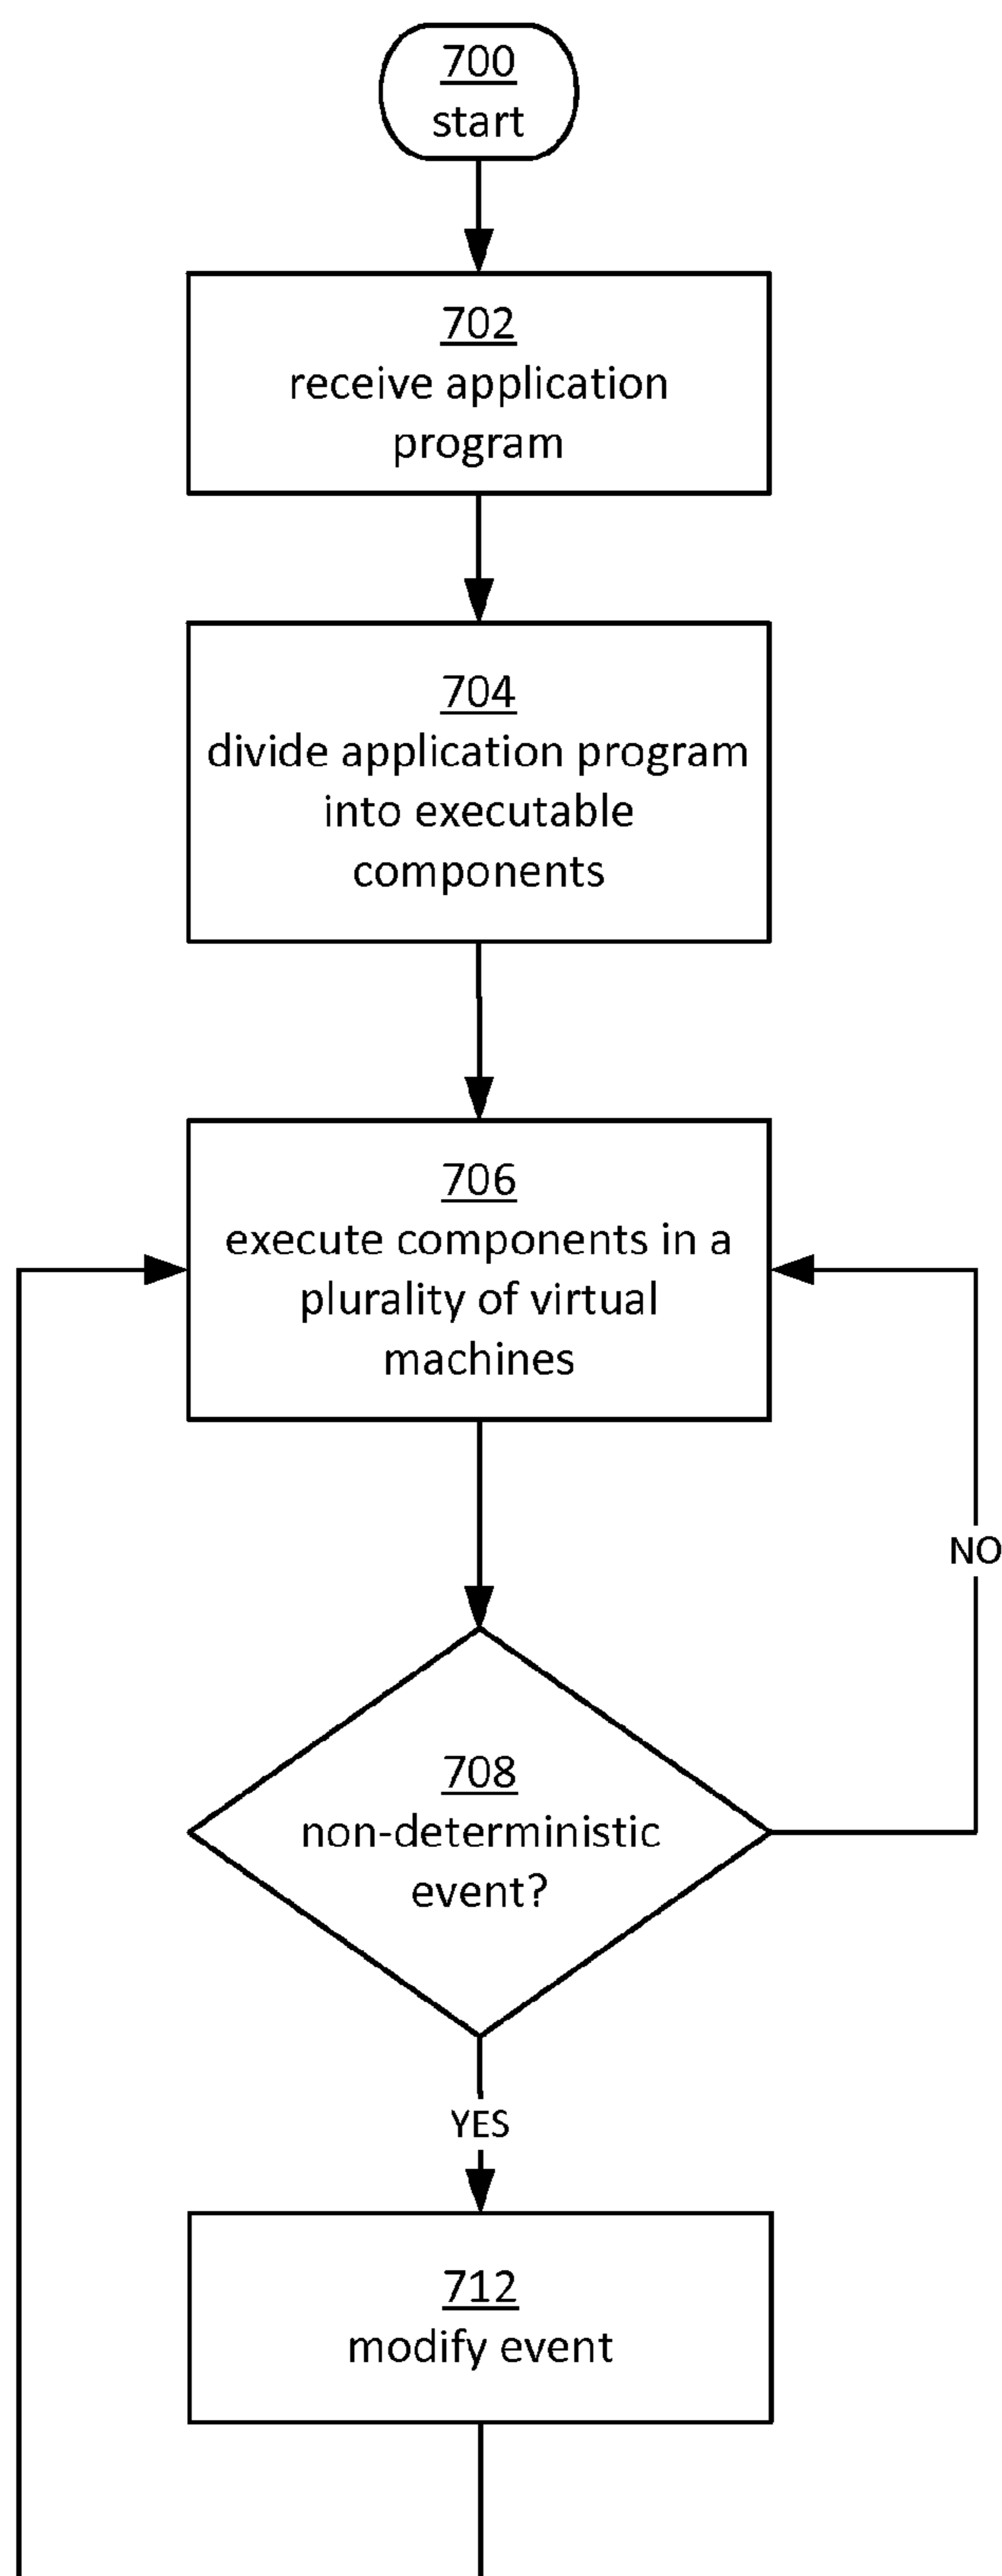 700
start
702
receive application
program
704
divide application program
into executable
components
706
execute components in a
plurality of virtual
machines
NO
708
non-deterministic
event?
YES
712
modify event